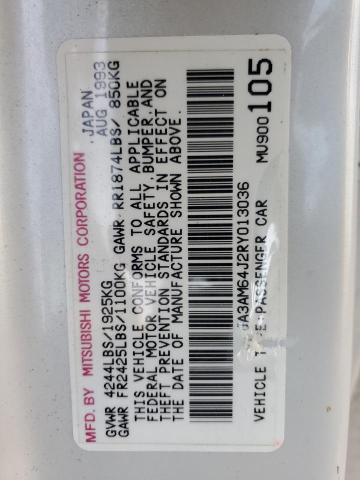 MFD. BY MITSUBISHI MOTORS CORPORATION JAPAN
GVWR 4244LBS/1925KG AUG 1993
GAWR FR2425LBS/1100KG GAWR RR1874LBS/ 850KG
THIS VEHICLE CONFORMS TO ALL APPLICABLE
FEDERAL MOTOR VEHICLE SAFETY, BUMPER, AND
THEFT PREVENTION STANDARDS IN EFFECT ON
THE DATE OF MANUFACTURE SHOWN ABOVE.
JA3AM64J2RY013036
VEHICLE TYPE-PASSENGER CAR MU900 105